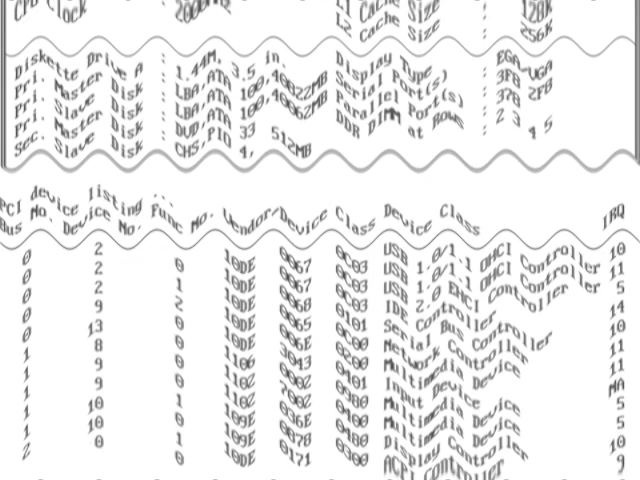 CPU Clock : 2000MHz L1 Cache Size : 128K
L2 Cache Size : 256K
Diskette Drive A : 1.44M, 3.5 in. Display Type : EGA/VGA
Pri. Master Disk : LBA,ATA 100, 40022MB Serial Port(s) : 3F8 2F8
Pri. Slave Disk : LBA,ATA 100, 40062MB Parallel Port(s) : 378
Sec. Master Disk : DVD,ATA 33 DDR DIMM at Rows : 2 3 4 5
Sec. Slave Disk : CHS,PIO 4, 512MB
PCI device listing ...
Bus No. Device No. Func No. Vendor/Device Class Device Class IRQ
0 2 0 10DE 0067 0C03 USB 1.0/1.1 OHCI Controller 10
0 2 1 10DE 0067 0C03 USB 1.0/1.1 OHCI Controller 11
0 2 2 10DE 0068 0C03 USB 2.0 EHCI Controller 5
0 9 0 10DE 0065 0101 IDE Controller 14
0 13 0 10DE 006E 0C00 Serial Bus Controller 10
1 8 0 1106 3043 0200 Network Controller 11
1 9 0 1102 0002 0401 Multimedia Device 11
1 9 1 1102 7002 0980 Input Device NA
1 10 0 109E 036E 0400 Multimedia Device 5
1 10 1 109E 0878 0480 Multimedia Device 5
2 0 0 10DE 0171 0300 Display Controller 10
ACPI Controller 9